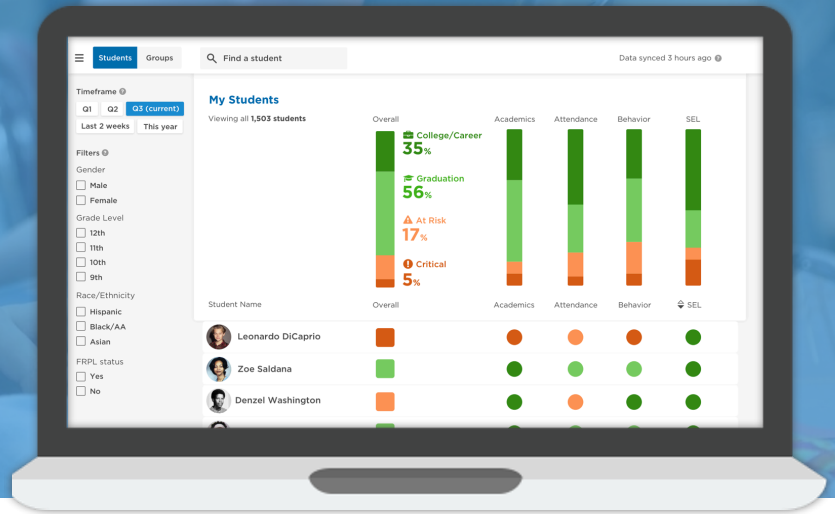 Students Groups
Find a student
Data synced 3 hours ago
Timeframe
Q1 Q2 Q3 (current)
Last 2 weeks This year
Filters
Gender
Male
Female
Grade Level
12th
11th
10th
9th
Race/Ethnicity
Hispanic
Black/AA
Asian
FRPL status
Yes
No
My Students
Viewing all 1,503 students
Overall Academics Attendance Behavior SEL
College/Career
35%
Graduation
56%
At Risk
17%
Critical
5%
Student Name Overall Academics Attendance Behavior SEL
Leonardo DiCaprio
Zoe Saldana
Denzel Washington